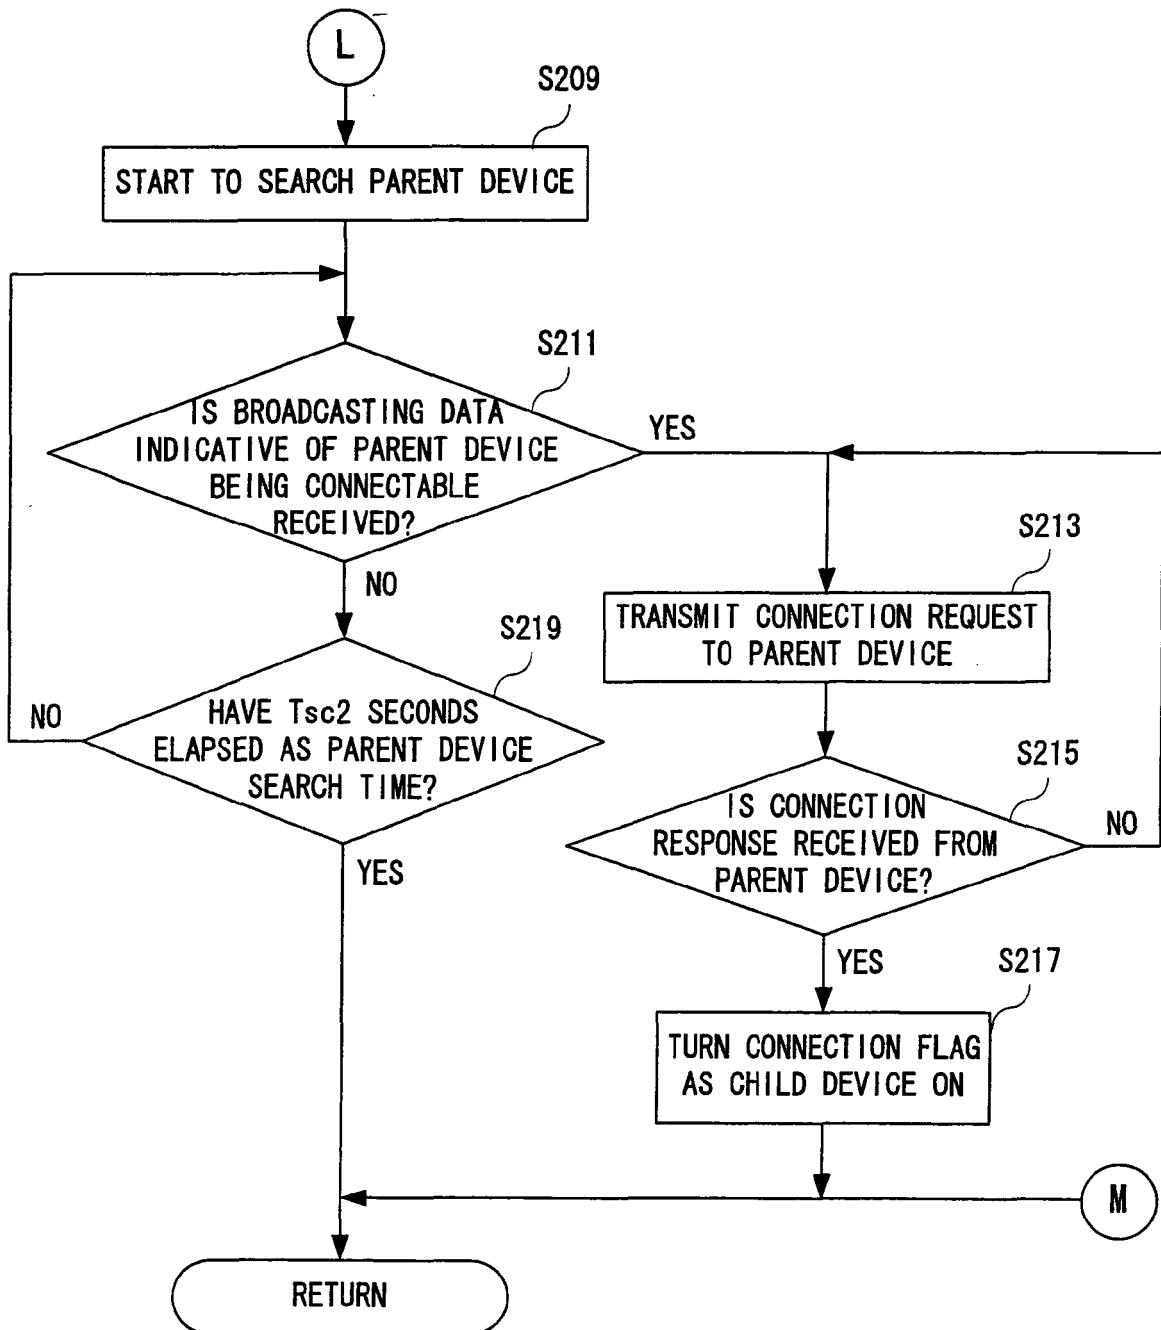 L
S209
START TO SEARCH PARENT DEVICE
S211
IS BROADCASTING DATA
INDICATIVE OF PARENT DEVICE
BEING CONNECTABLE
RECEIVED?
YES
NO
S213
TRANSMIT CONNECTION REQUEST
TO PARENT DEVICE
S219
HAVE Tsc2 SECONDS
ELAPSED AS PARENT DEVICE
SEARCH TIME?
NO
YES
S215
IS CONNECTION
RESPONSE RECEIVED FROM
PARENT DEVICE?
NO
YES
S217
TURN CONNECTION FLAG
AS CHILD DEVICE ON
M
RETURN